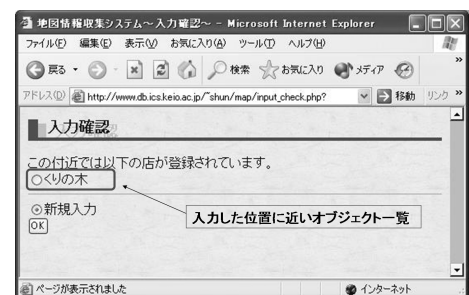 地図情報収集システム～入力確認～ - Microsoft Internet Explorer
ファイル(F) 編集(E) 表示(V) お気に入り(A) ツール(T) ヘルプ(H)
戻る 検索 お気に入り メディア
アドレス(D) http://www.db.ics.keio.ac.jp/~shun/map/input_check.php? 移動 リンク »
入力確認
この付近では以下の店が登録されています。
○くりの木
入力した位置に近いオブジェクト一覧
◎新規入力
OK
ページが表示されました インターネット